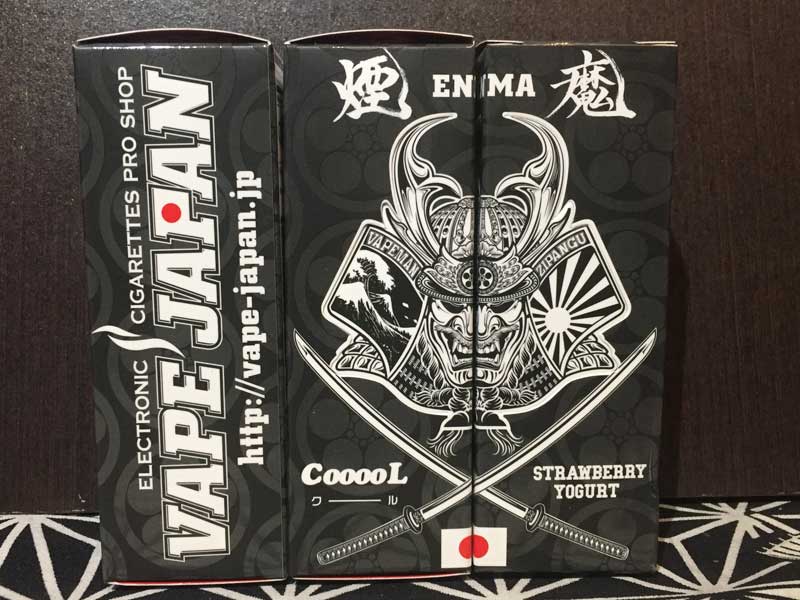 ELECTRONIC CIGARETTES PRO SHOP
VAPE JAPAN
http://vape-japan.jp
煙 ENMA 魔
VAPEMAN ZIPANGU
CooooL
クール
STRAWBERRY
YOGURT